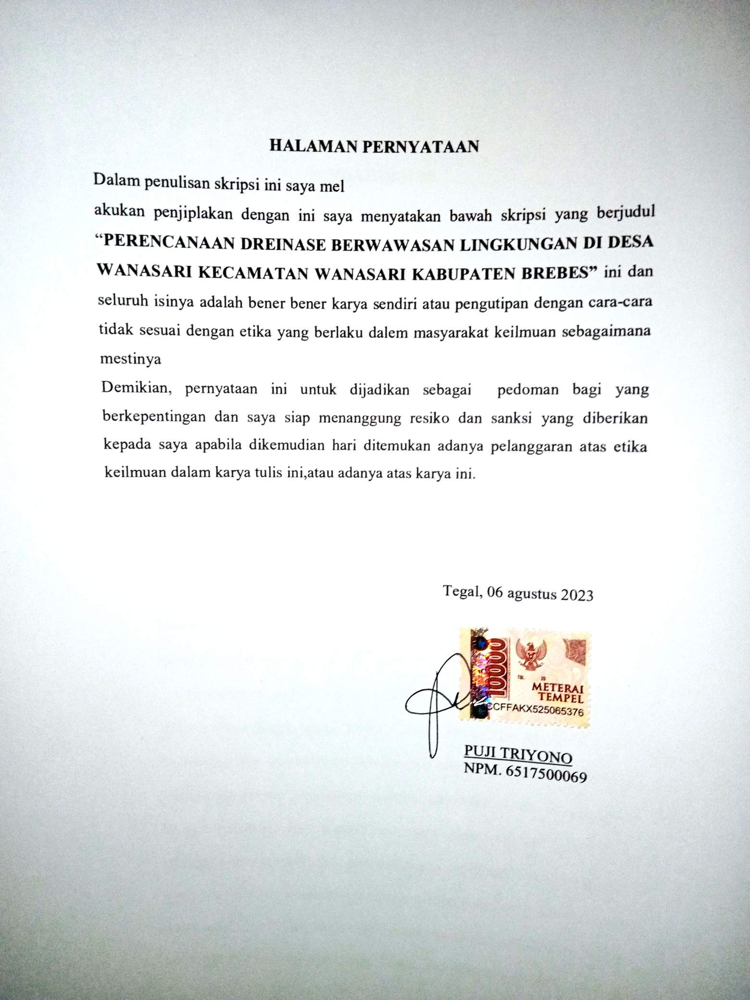 HALAMAN PERNYATAAN
Dalam penulisan skripsi ini saya mel
akukan penjiplakan dengan ini saya menyatakan bawah skripsi yang berjudul
“PERENCANAAN DREINASE BERWAWASAN LINGKUNGAN DI DESA
WANASARI KECAMATAN WANASARI KABUPATEN BREBES” ini dan
seluruh isinya adalah bener bener karya sendiri atau pengutipan dengan cara-cara
tidak sesuai dengan etika yang berlaku dalem masyarakat keilmuan sebagaimana
mestinya
Demikian, pernyataan ini untuk dijadikan sebagai pedoman bagi yang
berkepentingan dan saya siap menanggung resiko dan sanksi yang diberikan
kepada saya apabila dikemudian hari ditemukan adanya pelanggaran atas etika
keilmuan dalam karya tulis ini,atau adanya atas karya ini.
Tegal, 06 agustus 2023
10000
TGL. 20
METERAI
TEMPEL
CCFFAKX525065376
PUJI TRIYONO
NPM. 6517500069